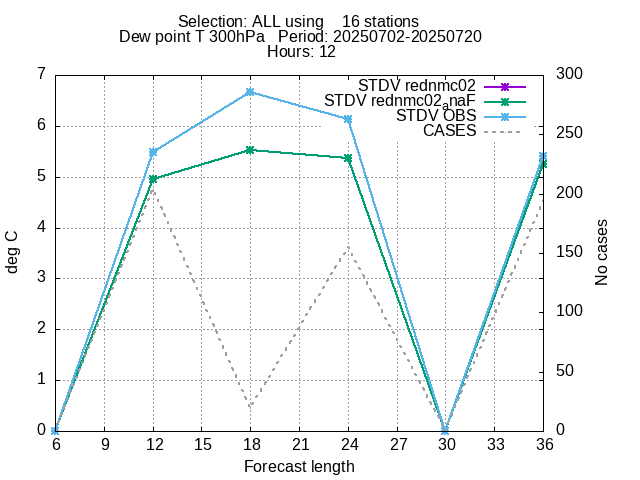 Selection: ALL using    16 stations
Dew point T 300hPa   Period: 20250702-20250720
Hours: 12
STDV rednmc02
STDV rednmc02anaF
STDV OBS
CASES
7
6
5
4
3
2
1
0
300
250
200
150
100
50
0
deg C
No cases
6 9 12 15 18 21 24 27 30 33 36
Forecast length